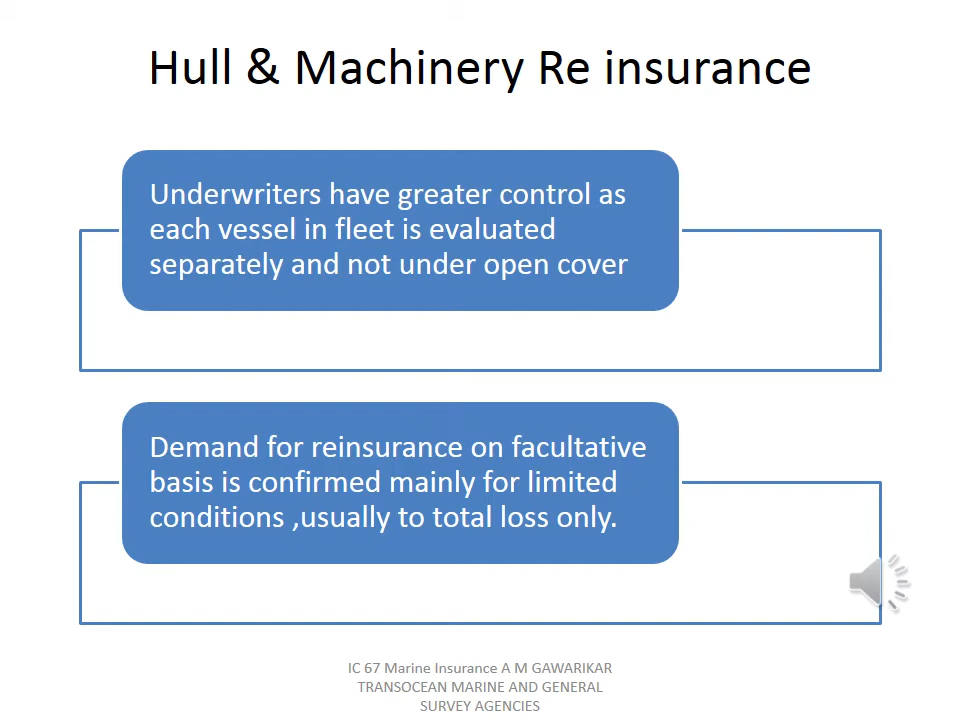 Hull & Machinery Re insurance
Underwriters have greater control as
each vessel in fleet is evaluated
separately and not under open cover
Demand for reinsurance on facultative
basis is confirmed mainly for limited
conditions ,usually to total loss only.
IC 67 Marine Insurance A M GAWARIKAR
TRANSOCEAN MARINE AND GENERAL
SURVEY AGENCIES